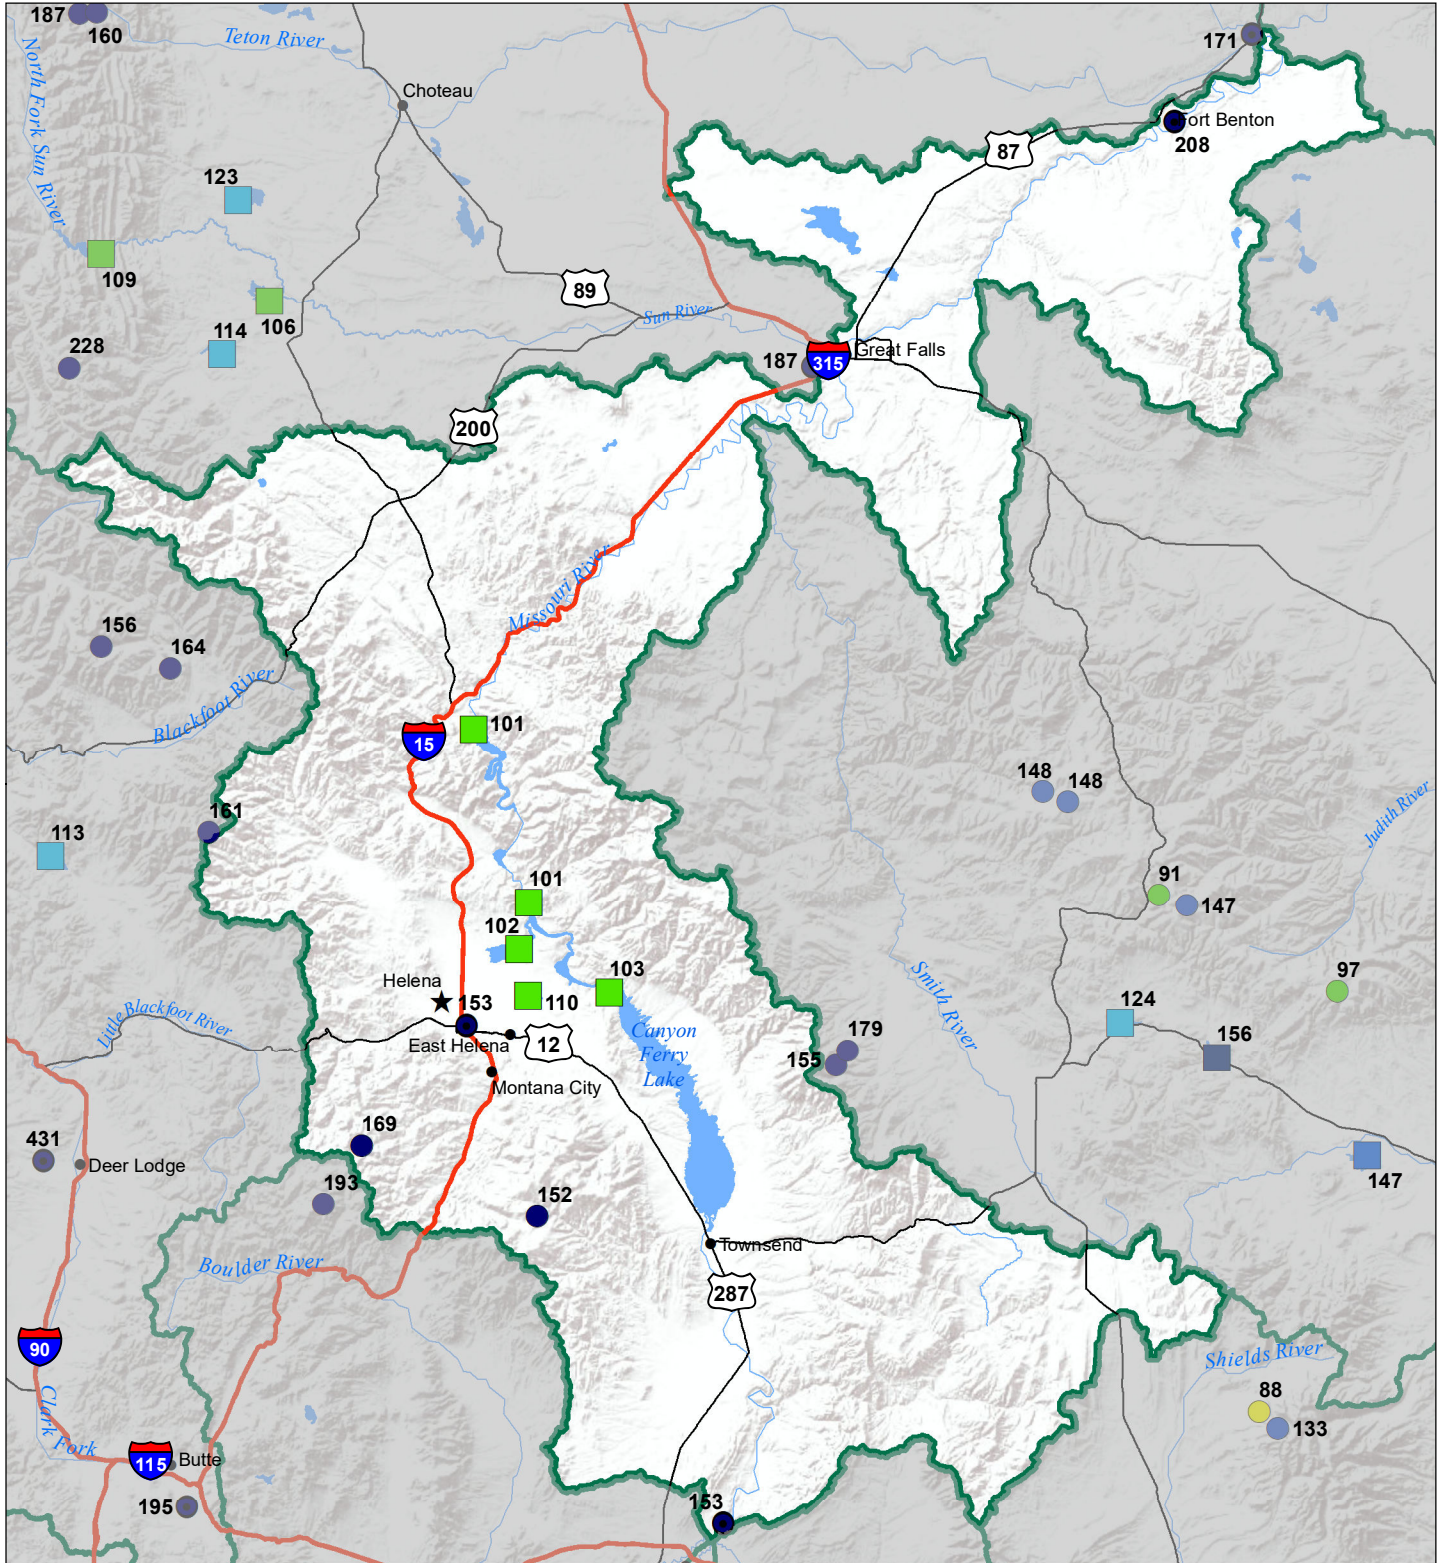 187
160
Teton River
171
North Fork Sun River
Choteau
Fort Benton
208
87
123
109
89
106
Sun River
114
228
187
315
Great Falls
200
Missouri River
156
164
Blackfoot River
101
15
148
148
Judith River
161
113
101
91
147
102
Helena
103
97
153
110
Smith River
124
Little Blackfoot River
East Helena
12
Canyon
Ferry
Lake
179
155
156
Montana City
169
431
Deer Lodge
147
193
152
Townsend
Boulder River
287
90
Shields River
88
133
Clark Fork
115
Butte
195
153